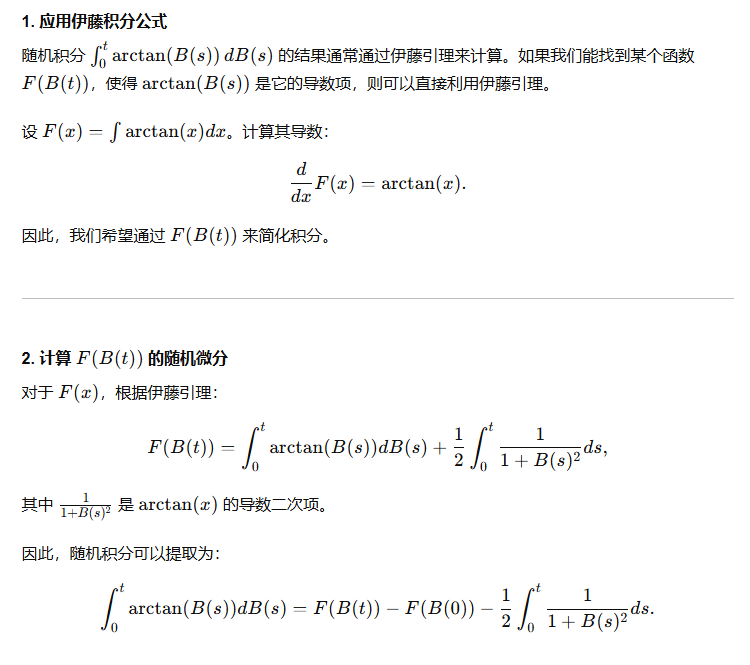 1. 应用伊藤积分公式
随机积分 $\int_0^t \arctan(B(s))\,dB(s)$ 的结果通常通过伊藤引理来计算。如果我们能找到某个函数
$F(B(t))$，使得 $\arctan(B(s))$ 是它的导数项，则可以直接利用伊藤引理。
设 $F(x) = \int \arctan(x)dx$。计算其导数：
$$\frac{d}{dx}F(x) = \arctan(x).$$
因此，我们希望通过 $F(B(t))$ 来简化积分。
2. 计算 $F(B(t))$ 的随机微分
对于 $F(x)$，根据伊藤引理：
$$F(B(t)) = \int_0^t \arctan(B(s))dB(s) + \frac{1}{2}\int_0^t \frac{1}{1+B(s)^2}ds,$$
其中 $\frac{1}{1+B(s)^2}$ 是 $\arctan(x)$ 的导数二次项。
因此，随机积分可以提取为：
$$\int_0^t \arctan(B(s))dB(s) = F(B(t)) - F(B(0)) - \frac{1}{2}\int_0^t \frac{1}{1+B(s)^2}ds.$$